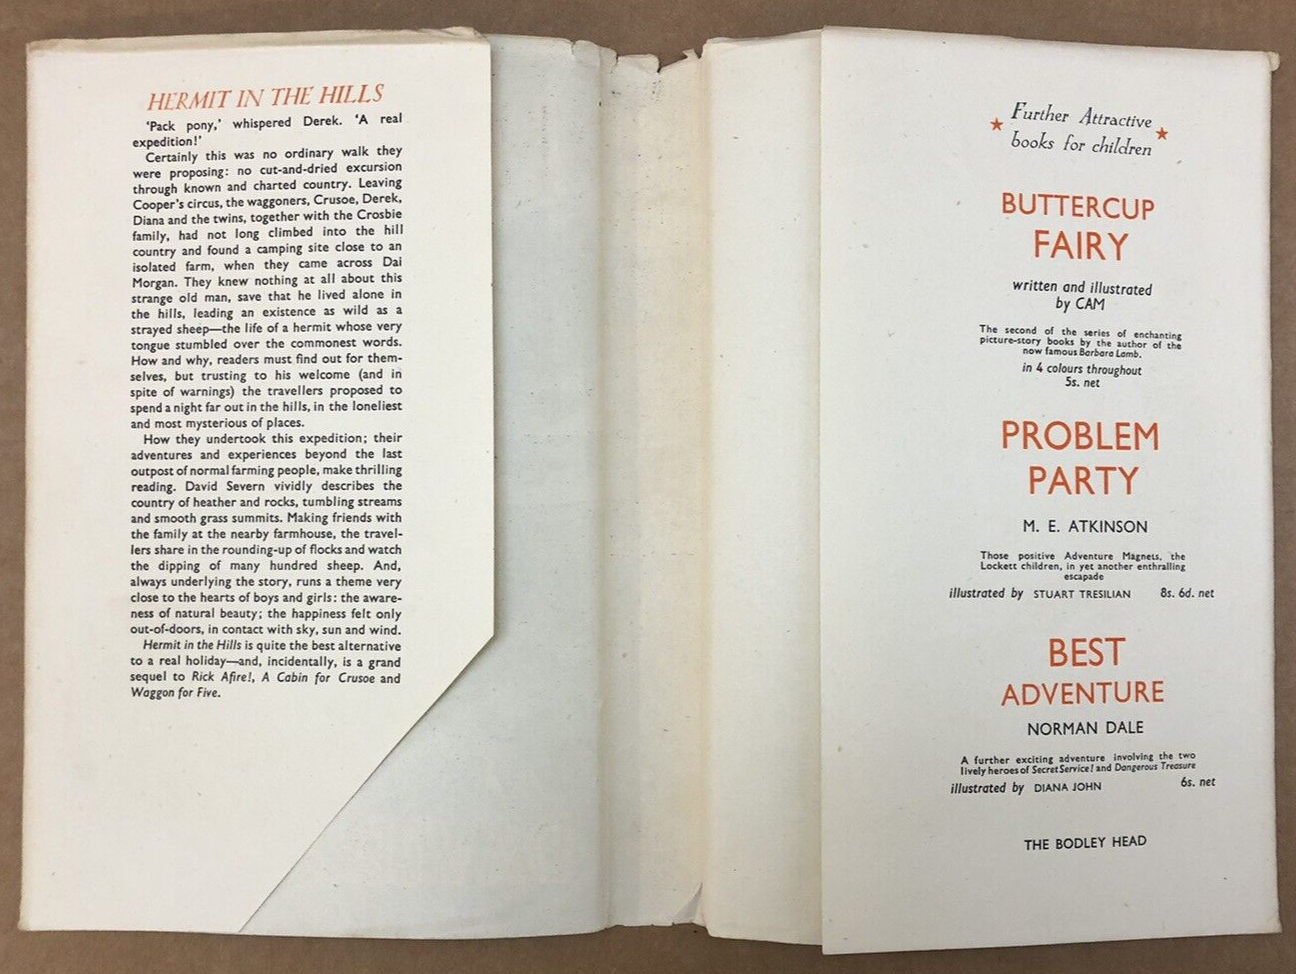 HERMIT IN THE HILLS
'Pack pony,' whispered Derek. 'A real
expedition!'
Certainly this was no ordinary walk they
were proposing: no cut-and-dried excursion
through known and charted country. Leaving
Cooper's circus, the waggoners, Crusoe, Derek,
Diana and the twins, together with the Crosbie
family, had not long climbed into the hill
country and found a camping site close to an
isolated farm, when they came across Dai
Morgan. They knew nothing at all about this
strange old man, save that he lived alone in
the hills, leading an existence as wild as a
strayed sheep—the life of a hermit whose very
tongue stumbled over the commonest words.
How and why, readers must find out for them-
selves, but trusting to his welcome (and in
spite of warnings) the travellers proposed to
spend a night far out in the hills, in the loneliest
and most mysterious of places.
How they undertook this expedition; their
adventures and experiences beyond the last
outpost of normal farming people, make thrilling
reading. David Severn vividly describes the
country of heather and rocks, tumbling streams
and smooth grass summits. Making friends with
the family at the nearby farmhouse, the travel-
lers share in the rounding-up of flocks and watch
the dipping of many hundred sheep. And,
always underlying the story, runs a theme very
close to the hearts of boys and girls: the aware-
ness of natural beauty; the happiness felt only
out-of-doors, in contact with sky, sun and wind.
Hermit in the Hills is quite the best alternative
to a real holiday—and, incidentally, is a grand
sequel to Rick Afire!, A Cabin for Crusoe and
Waggon for Five.
Further Attractive
books for children
BUTTERCUP
FAIRY
written and illustrated
by CAM
The second of the series of enchanting
picture-story books by the author of the
now famous Barbara Lamb.
in 4 colours throughout
5s. net
PROBLEM
PARTY
M. E. ATKINSON
Those positive Adventure Magnets, the
Lockett children, in yet another enthralling
escapade
illustrated by STUART TRESILIAN 8s. 6d. net
BEST
ADVENTURE
NORMAN DALE
A further exciting adventure involving the two
lively heroes of Secret Service! and Dangerous Treasure
illustrated by DIANA JOHN 6s. net
THE BODLEY HEAD